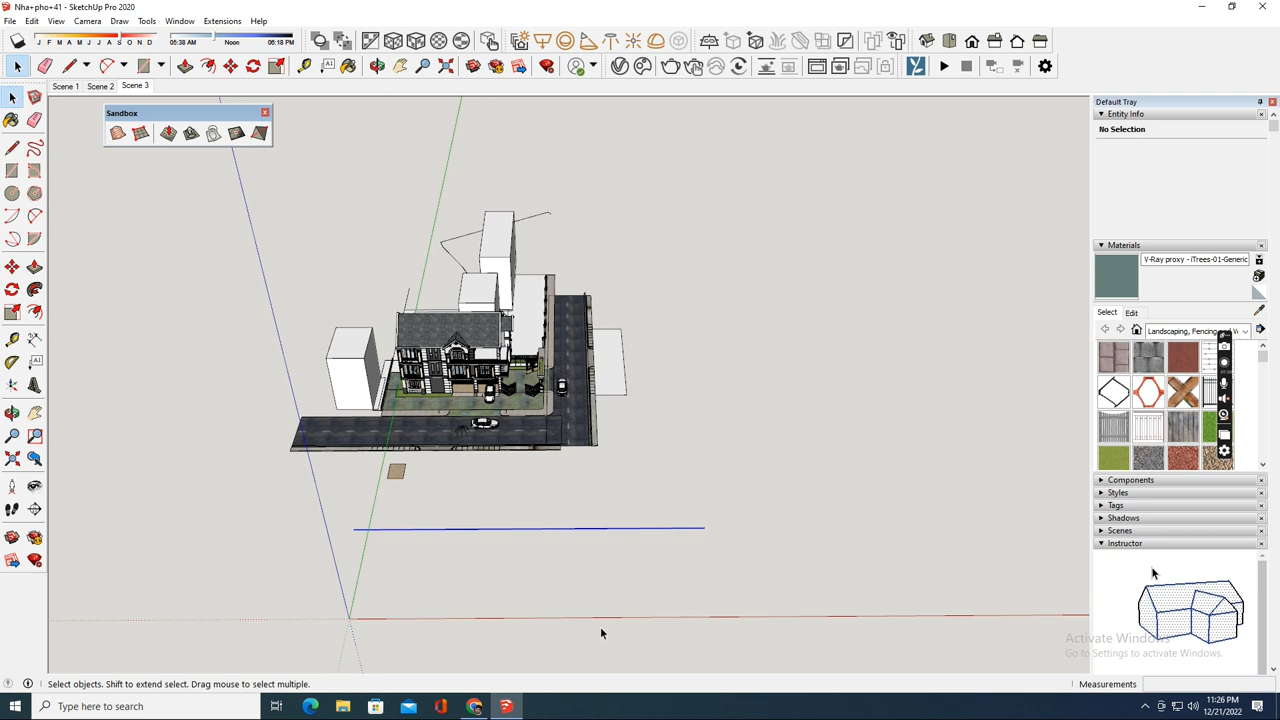 Nha+pho+41 - SketchUp Pro 2020
File Edit View Camera Draw Tools Window Extensions Help
J F M A M J J A S O N D 05:38 AM Noon 06:18 PM
Scene 1 Scene 2 Scene 3
Sandbox
Default Tray
Entity Info
No Selection
Materials
V-Ray proxy - iTrees-01-Generic
Select Edit
Landscaping, Fencing and V
Components
Styles
Tags
Shadows
Scenes
Instructor
Activate Windows
Go to Settings to activate Windows.
Select objects. Shift to extend select. Drag mouse to select multiple.
Measurements
Type here to search
11:26 PM
12/21/2022